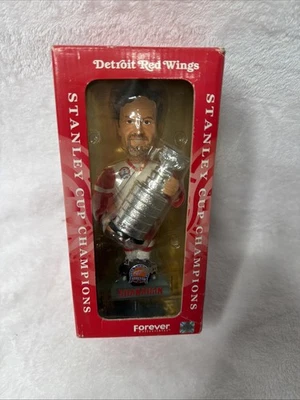 Detroit Red Wings
STANLEY CUP CHAMPIONS
STANLEY CUP CHAMPIONS
Forever